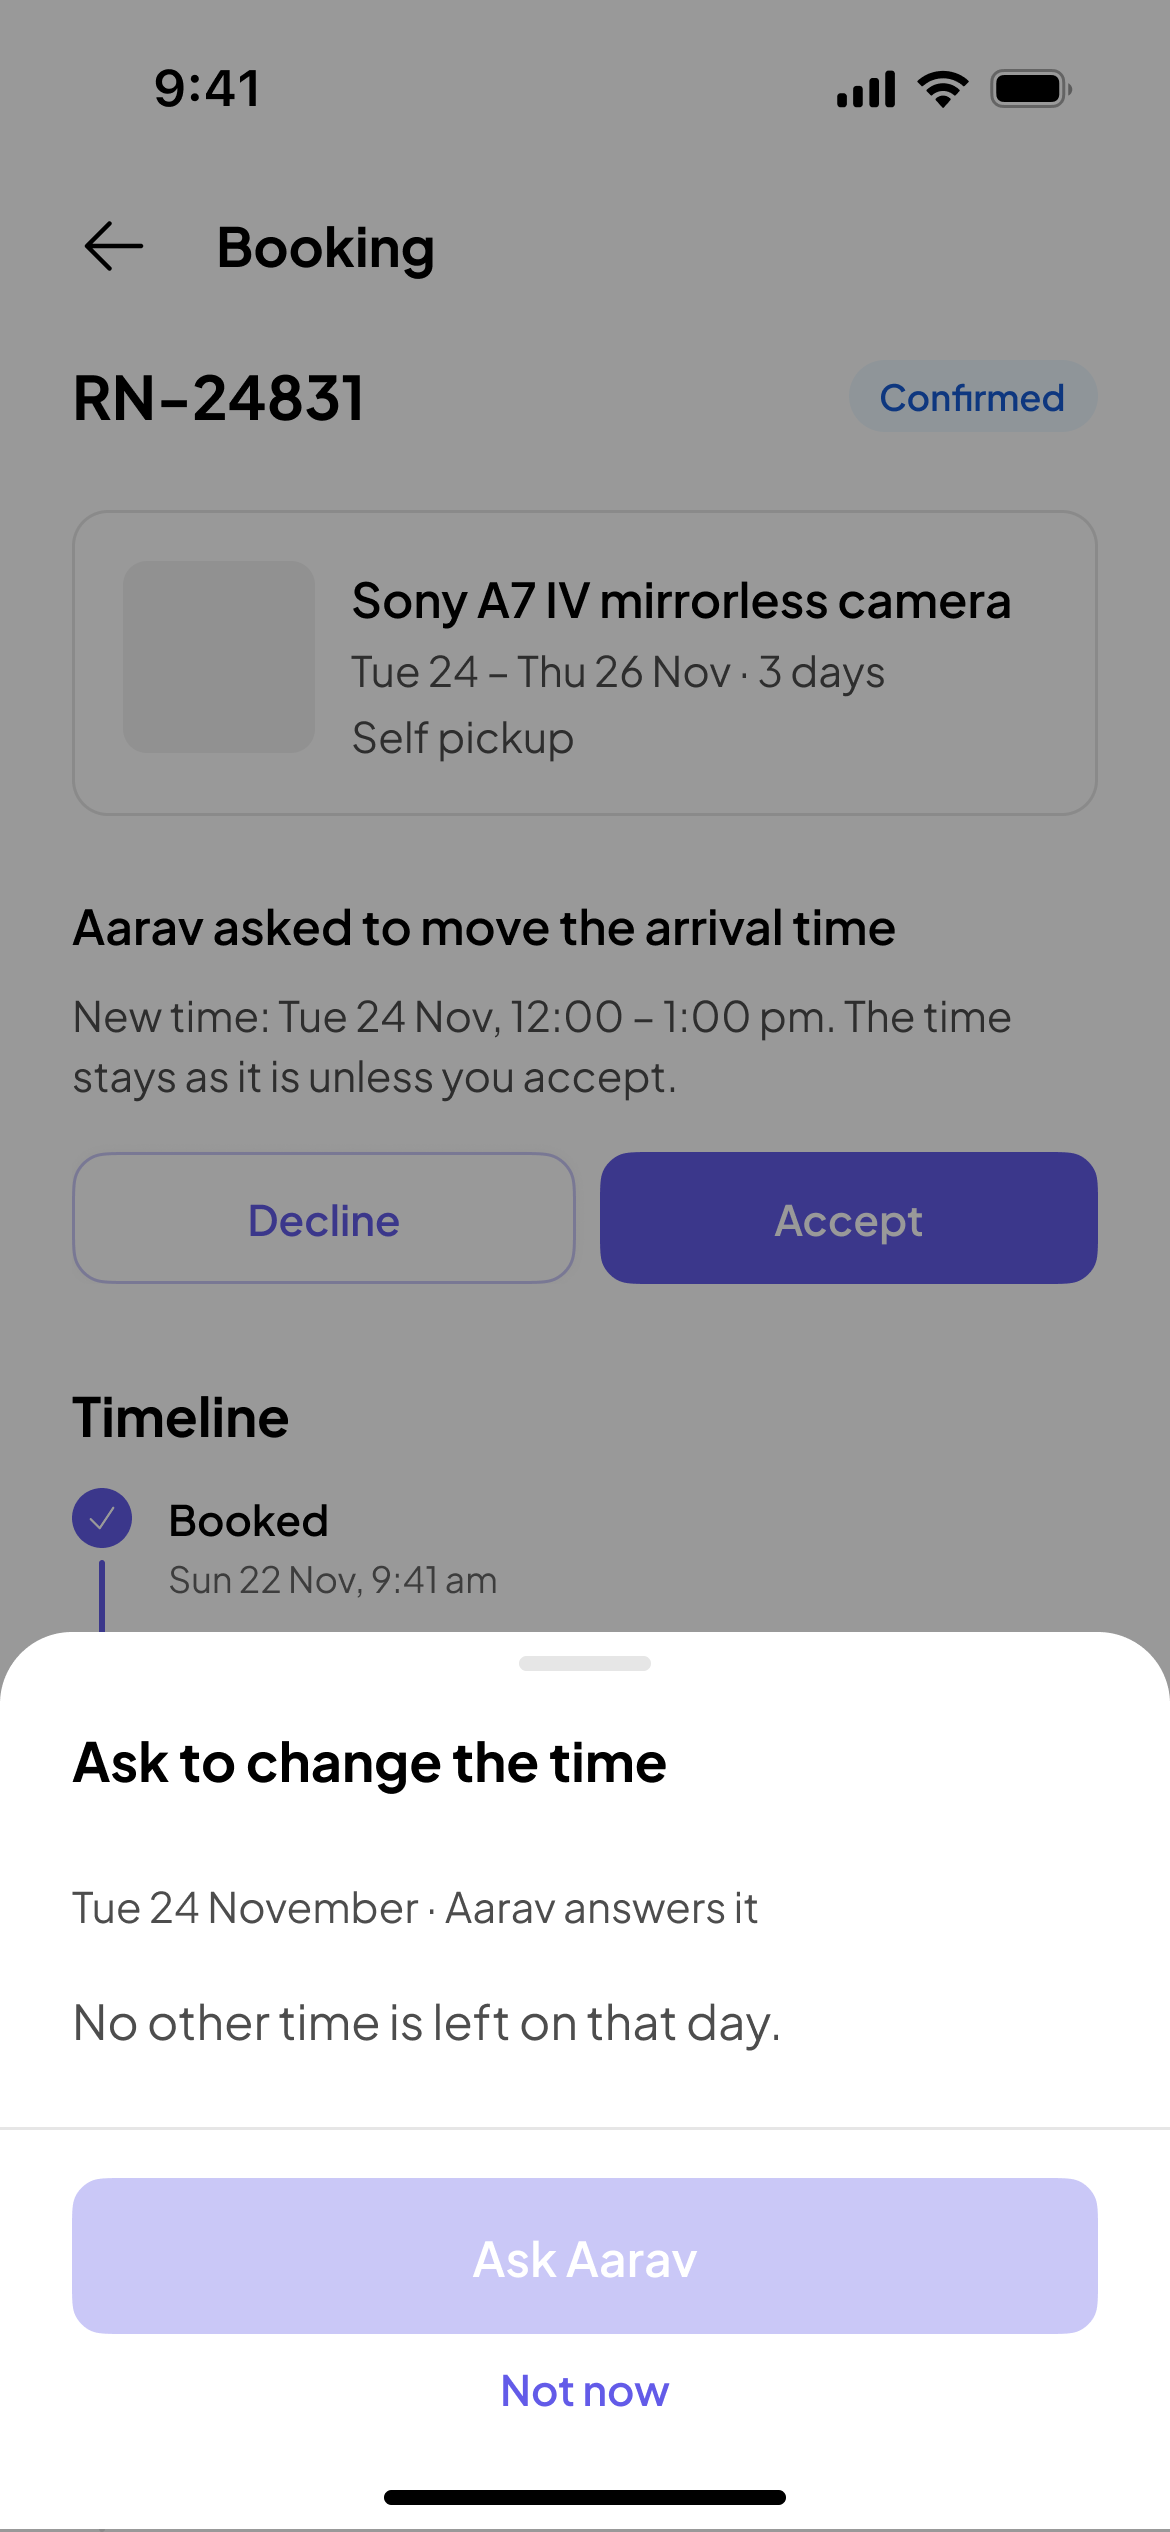 9:41
Booking
RN-24831
Confirmed
Sony A7 IV mirrorless camera
Tue 24 – Thu 26 Nov · 3 days
Self pickup
Aarav asked to move the arrival time
New time: Tue 24 Nov, 12:00 – 1:00 pm. The time
stays as it is unless you accept.
Decline
Accept
Timeline
Booked
Sun 22 Nov, 9:41 am
Ask to change the time
Tue 24 November · Aarav answers it
No other time is left on that day.
Ask Aarav
Not now